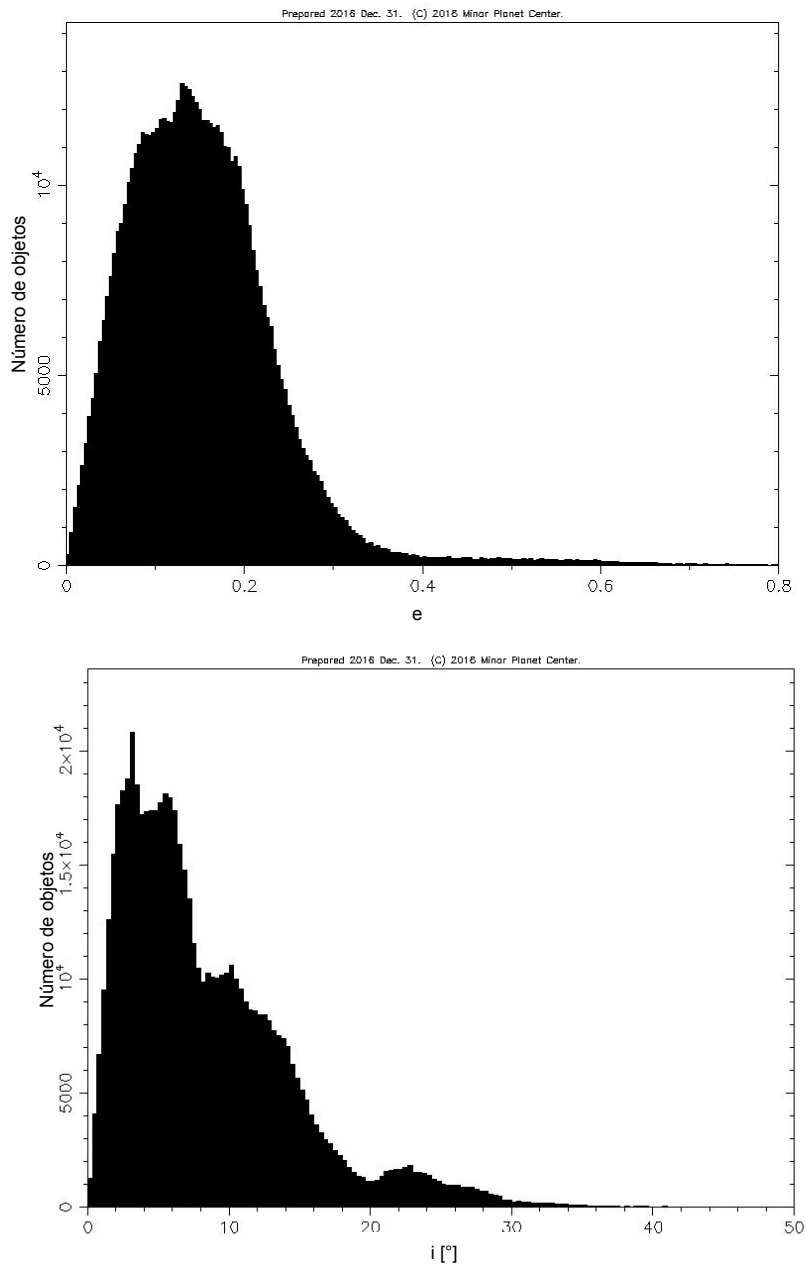 Prepared 2016 Dec. 31. (C) 2016 Minor Planet Center.
Número de objetos
10⁴
5000
0
0 0.2 0.4 0.6 0.8
e
Prepared 2016 Dec. 31. (C) 2016 Minor Planet Center.
Número de objetos
2×10⁴
1.5×10⁴
10⁴
5000
0
0 10 20 30 40 50
i [°]